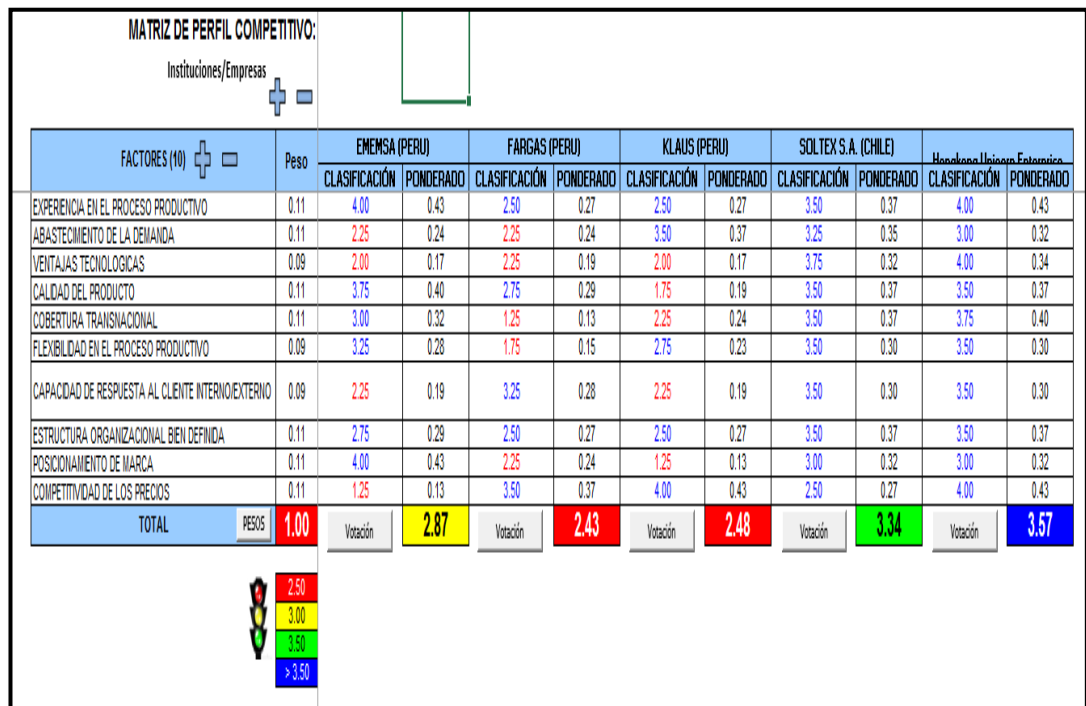 MATRIZ DE PERFIL COMPETITIVO:
Instituciones/Empresas
FACTORES (10) Peso EMEMSA (PERU) FARGAS (PERU) KLAUS (PERU) SOLTEX S.A. (CHILE) Hongkong Unicorn Enterprise
CLASIFICACIÓN PONDERADO CLASIFICACIÓN PONDERADO CLASIFICACIÓN PONDERADO CLASIFICACIÓN PONDERADO CLASIFICACIÓN PONDERADO
EXPERIENCIA EN EL PROCESO PRODUCTIVO 0.11 4.00 0.43 2.50 0.27 2.50 0.27 3.50 0.37 4.00 0.43
ABASTECIMIENTO DE LA DEMANDA 0.11 2.25 0.24 2.25 0.24 3.50 0.37 3.25 0.35 3.00 0.32
VENTAJAS TECNOLOGICAS 0.09 2.00 0.17 2.25 0.19 2.00 0.17 3.75 0.32 4.00 0.34
CALIDAD DEL PRODUCTO 0.11 3.75 0.40 2.75 0.29 1.75 0.19 3.50 0.37 3.50 0.37
COBERTURA TRANSNACIONAL 0.11 3.00 0.32 1.25 0.13 2.25 0.24 3.50 0.37 3.75 0.40
FLEXIBILIDAD EN EL PROCESO PRODUCTIVO 0.09 3.25 0.28 1.75 0.15 2.75 0.23 3.50 0.30 3.50 0.30
CAPACIDAD DE RESPUESTA AL CLIENTE INTERNO/EXTERNO 0.09 2.25 0.19 3.25 0.28 2.25 0.19 3.50 0.30 3.50 0.30
ESTRUCTURA ORGANIZACIONAL BIEN DEFINIDA 0.11 2.75 0.29 2.50 0.27 2.50 0.27 3.50 0.37 3.50 0.37
POSICIONAMIENTO DE MARCA 0.11 4.00 0.43 2.25 0.24 1.25 0.13 3.00 0.32 3.00 0.32
COMPETITIVIDAD DE LOS PRECIOS 0.11 1.25 0.13 3.50 0.37 4.00 0.43 2.50 0.27 4.00 0.43
TOTAL PESOS 1.00 Votación 2.87 Votación 2.43 Votación 2.48 Votación 3.34 Votación 3.57
2.50
3.00
3.50
> 3.50